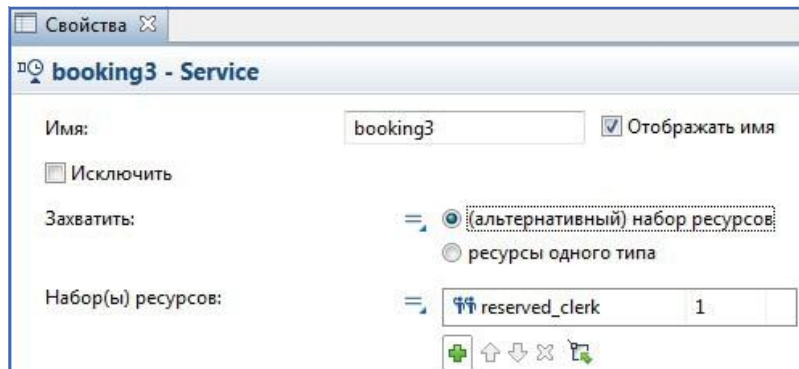 Свойства
booking3 - Service
Имя: booking3 Отображать имя
Исключить
Захватить: (альтернативный) набор ресурсов
ресурсы одного типа
Набор(ы) ресурсов: reserved_clerk 1